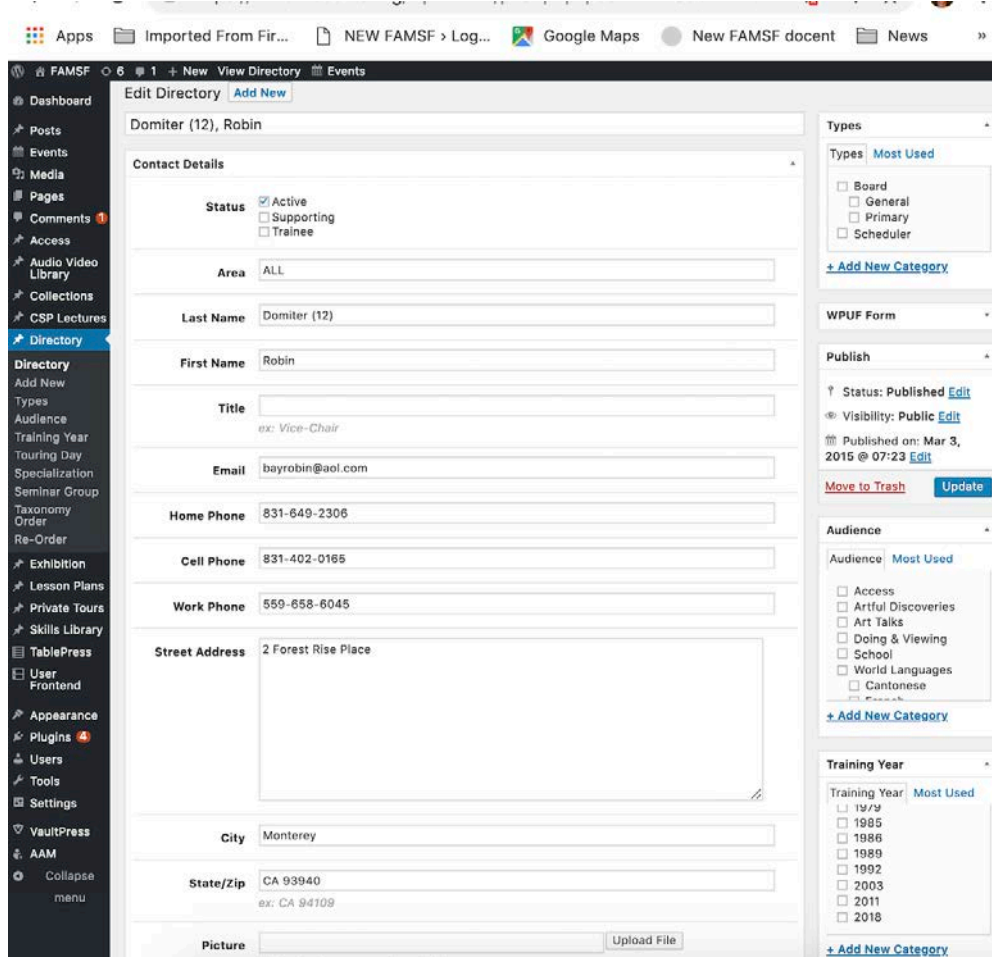 Apps Imported From Fir... NEW FAMSF › Log... Google Maps New FAMSF docent News »
FAMSF 6 1 + New View Directory Events
Dashboard
Posts
Events
Media
Pages
Comments 1
Access
Audio Video
Library
Collections
CSP Lectures
Directory
Directory
Add New
Types
Audience
Training Year
Touring Day
Specialization
Seminar Group
Taxonomy
Order
Re-Order
Exhibition
Lesson Plans
Private Tours
Skills Library
TablePress
User
Frontend
Appearance
Plugins 4
Users
Tools
Settings
VaultPress
AAM
Collapse
menu
Edit Directory Add New
Domiter (12), Robin
Contact Details
Status Active
Supporting
Trainee
Area ALL
Last Name Domiter (12)
First Name Robin
Title
ex: Vice-Chair
Email bayrobin@aol.com
Home Phone 831-649-2306
Cell Phone 831-402-0165
Work Phone 559-658-6045
Street Address 2 Forest Rise Place
City Monterey
State/Zip CA 93940
ex: CA 94109
Picture Upload File
Types
Types Most Used
Board
General
Primary
Scheduler
+ Add New Category
WPUF Form
Publish
Status: Published Edit
Visibility: Public Edit
Published on: Mar 3,
2015 @ 07:23 Edit
Move to Trash Update
Audience
Audience Most Used
Access
Artful Discoveries
Art Talks
Doing & Viewing
School
World Languages
Cantonese
+ Add New Category
Training Year
Training Year Most Used
1979
1985
1986
1989
1992
2003
2011
2018
+ Add New Category